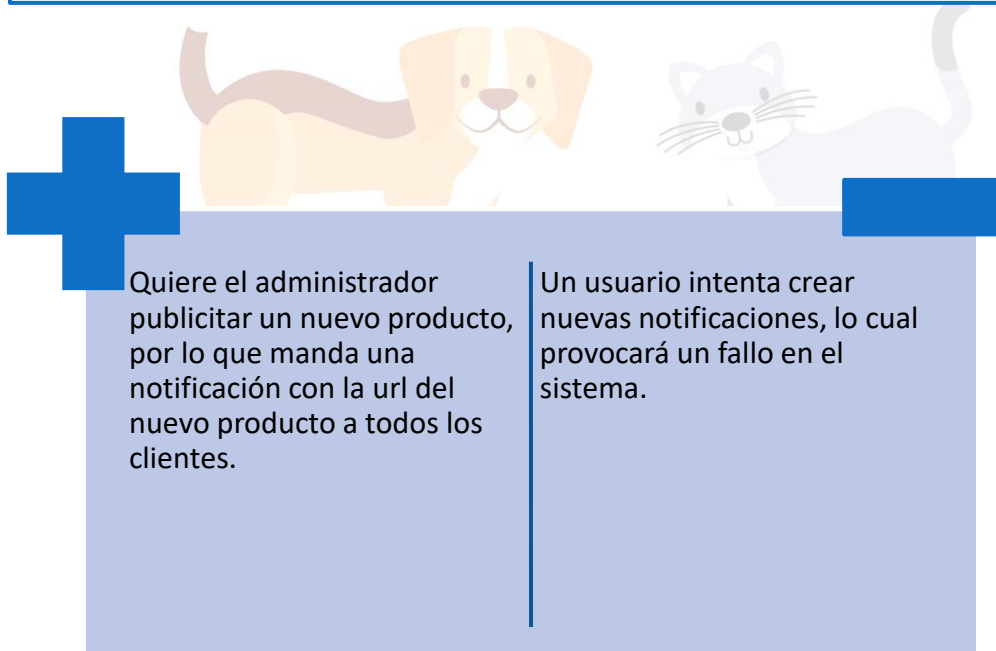 Quiere el administrador
publicitar un nuevo producto,
por lo que manda una
notificación con la url del
nuevo producto a todos los
clientes.
Un usuario intenta crear
nuevas notificaciones, lo cual
provocará un fallo en el
sistema.